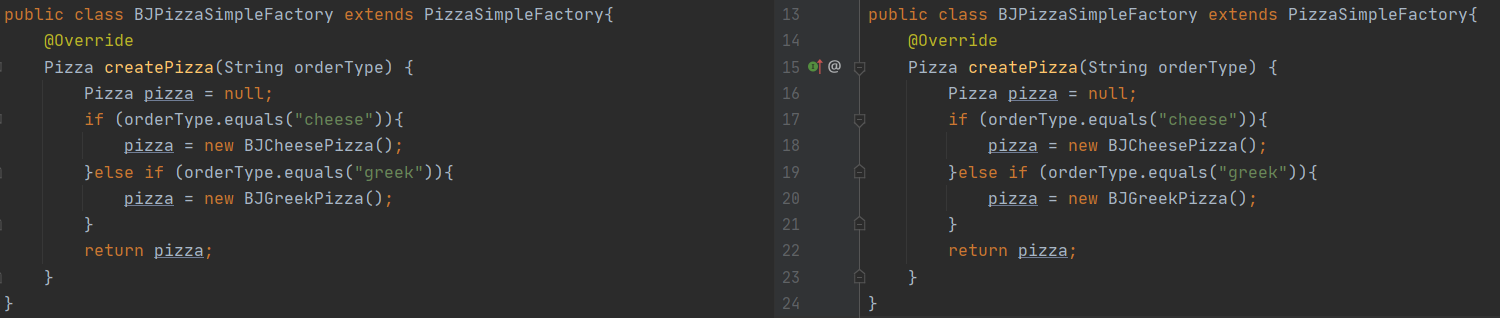 public class BJPizzaSimpleFactory extends PizzaSimpleFactory{
    @Override
    Pizza createPizza(String orderType) {
        Pizza pizza = null;
        if (orderType.equals("cheese")){
            pizza = new BJCheesePizza();
        }else if (orderType.equals("greek")){
            pizza = new BJGreekPizza();
        }
        return pizza;
    }
}
13 public class BJPizzaSimpleFactory extends PizzaSimpleFactory{
14     @Override
15 @     Pizza createPizza(String orderType) {
16         Pizza pizza = null;
17         if (orderType.equals("cheese")){
18             pizza = new BJCheesePizza();
19         }else if (orderType.equals("greek")){
20             pizza = new BJGreekPizza();
21         }
22         return pizza;
23     }
24 }